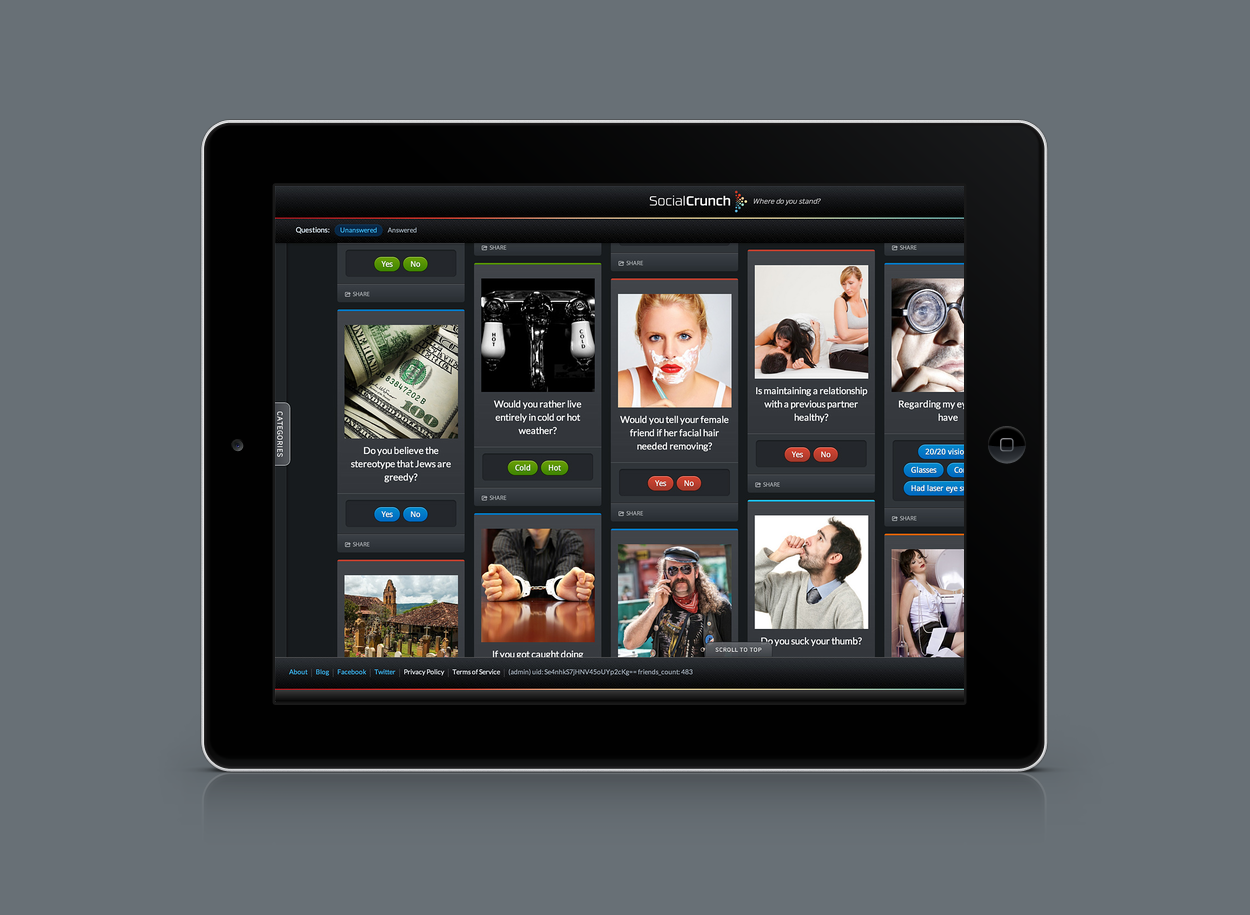 SocialCrunch Where do you stand?
Questions: Unanswered Answered
CATEGORIES
Yes No
SHARE
Do you believe the
stereotype that Jews are
greedy?
Yes No
SHARE
SHARE
HOT
COLD
Would you rather live
entirely in cold or hot
weather?
Cold Hot
SHARE
If you got caught doing
SHARE
Would you tell your female
friend if her facial hair
needed removing?
Yes No
SHARE
Is maintaining a relationship
with a previous partner
healthy?
Yes No
SHARE
Do you suck your thumb?
SHARE
Regarding my ey
have
20/20 visio
Glasses Co
Had laser eye s
SHARE
SCROLL TO TOP
About | Blog | Facebook | Twitter | Privacy Policy | Terms of Service | (admin) uid: Se4nhkS7jHNV45oUYp2cKg== friends_count: 483